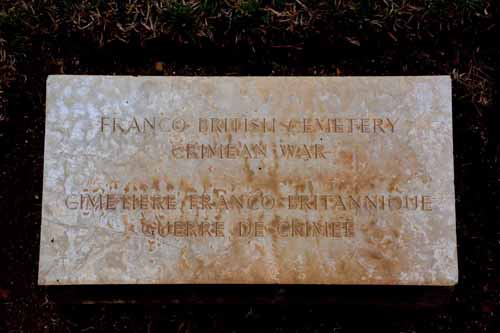 FRANCO BRITISH CEMETERY
CRIMEAN WAR
CIMETIERE FRANCO-BRITANNIQUE
GUERRE DE CRIMEE